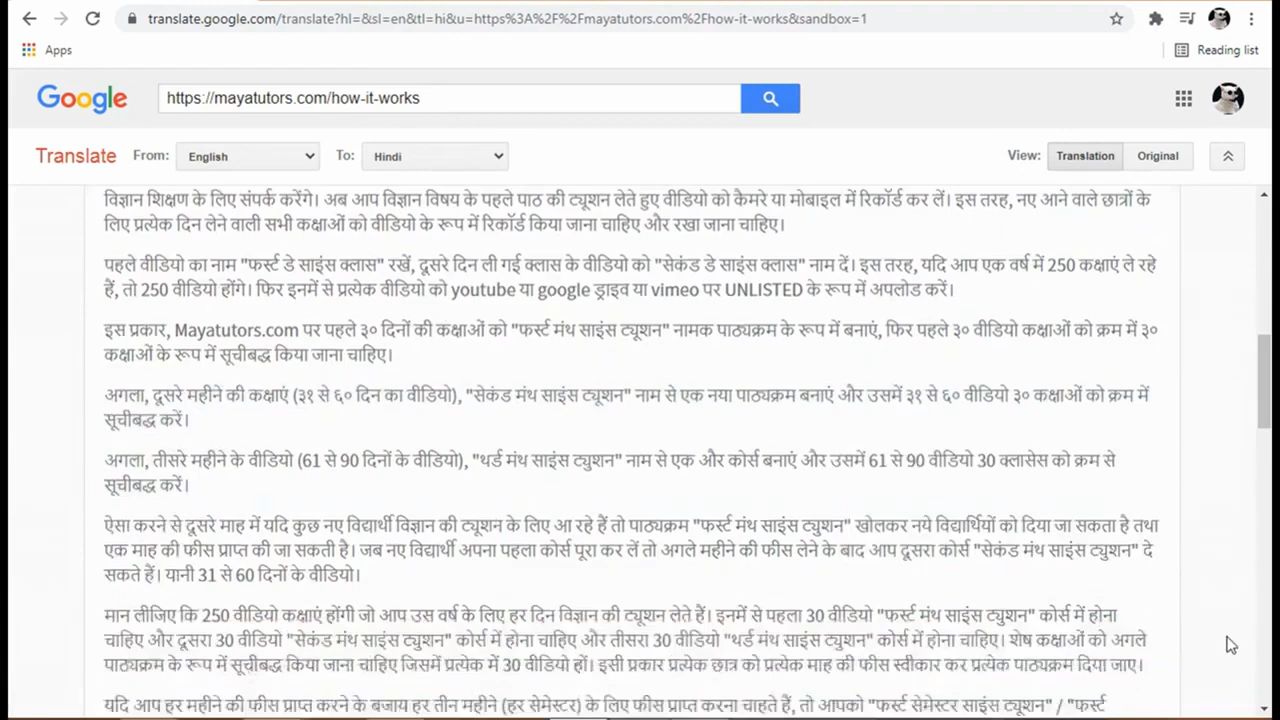 translate.google.com/translate?hl=&sl=en&tl=hi&u=https%3A%2F%2Fmayatutors.com%2Fhow-it-works&sandbox=1
Apps
Reading list
Google
https://mayatutors.com/how-it-works
Translate From: English To: Hindi View: Translation Original
विज्ञान शिक्षण के लिए संपर्क करेंगे। अब आप विज्ञान विषय के पहले पाठ की ट्यूशन लेते हुए वीडियो को कैमरे या मोबाइल में रिकॉर्ड कर लें। इस तरह, नए आने वाले छात्रों के
लिए प्रत्येक दिन लेने वाली सभी कक्षाओं को वीडियो के रूप में रिकॉर्ड किया जाना चाहिए और रखा जाना चाहिए।
पहले वीडियो का नाम "फर्स्ट डे साइंस क्लास" रखें, दूसरे दिन ली गई क्लास के वीडियो को "सेकंड डे साइंस क्लास" नाम दें। इस तरह, यदि आप एक वर्ष में 250 कक्षाएं ले रहे
हैं, तो 250 वीडियो होंगे। फिर इनमें से प्रत्येक वीडियो को youtube या google ड्राइव या vimeo पर UNLISTED के रूप में अपलोड करें।
इस प्रकार, Mayatutors.com पर पहले ३० दिनों की कक्षाओं को "फर्स्ट मंथ साइंस ट्यूशन" नामक पाठ्यक्रम के रूप में बनाएं, फिर पहले ३० वीडियो कक्षाओं को क्रम में ३०
कक्षाओं के रूप में सूचीबद्ध किया जाना चाहिए।
अगला, दूसरे महीने की कक्षाएं (३१ से ६० दिन का वीडियो), "सेकंड मंथ साइंस ट्यूशन" नाम से एक नया पाठ्यक्रम बनाएं और उसमें ३१ से ६० वीडियो ३० कक्षाओं को क्रम में
सूचीबद्ध करें।
अगला, तीसरे महीने के वीडियो (61 से 90 दिनों के वीडियो), "थर्ड मंथ साइंस ट्युशन" नाम से एक और कोर्स बनाएं और उसमें 61 से 90 वीडियो 30 क्लासेस को क्रम से
सूचीबद्ध करें।
ऐसा करने से दूसरे माह में यदि कुछ नए विद्यार्थी विज्ञान की ट्यूशन के लिए आ रहे हैं तो पाठ्यक्रम "फर्स्ट मंथ साइंस ट्युशन" खोलकर नये विद्यार्थियों को दिया जा सकता है तथा
एक माह की फीस प्राप्त की जा सकती है। जब नए विद्यार्थी अपना पहला कोर्स पूरा कर लें तो अगले महीने की फीस लेने के बाद आप दूसरा कोर्स "सेकंड मंथ साइंस ट्युशन" दे
सकते हैं। यानी 31 से 60 दिनों के वीडियो।
मान लीजिए कि 250 वीडियो कक्षाएं होंगी जो आप उस वर्ष के लिए हर दिन विज्ञान की ट्यूशन लेते हैं। इनमें से पहला 30 वीडियो "फर्स्ट मंथ साइंस ट्युशन" कोर्स में होना
चाहिए और दूसरा 30 वीडियो "सेकंड मंथ साइंस ट्युशन" कोर्स में होना चाहिए और तीसरा 30 वीडियो "थर्ड मंथ साइंस ट्युशन" कोर्स में होना चाहिए। शेष कक्षाओं को अगले
पाठ्यक्रम के रूप में सूचीबद्ध किया जाना चाहिए जिसमें प्रत्येक में 30 वीडियो हों। इसी प्रकार प्रत्येक छात्र को प्रत्येक माह की फीस स्वीकार कर प्रत्येक पाठ्यक्रम दिया जाए।
यदि आप हर महीने की फीस प्राप्त करने के बजाय हर तीन महीने (हर सेमेस्टर) के लिए फीस प्राप्त करना चाहते हैं, तो आपको "फर्स्ट सेमेस्टर साइंस ट्यूशन" / "फर्स्ट